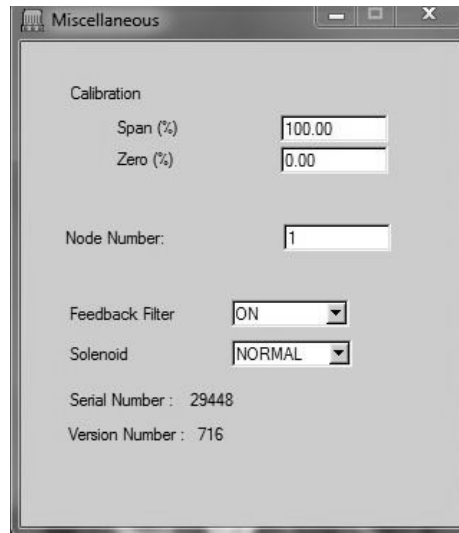 Miscellaneous
Calibration
Span (%) 100.00
Zero (%) 0.00
Node Number: 1
Feedback Filter ON
Solenoid NORMAL
Serial Number : 29448
Version Number : 716